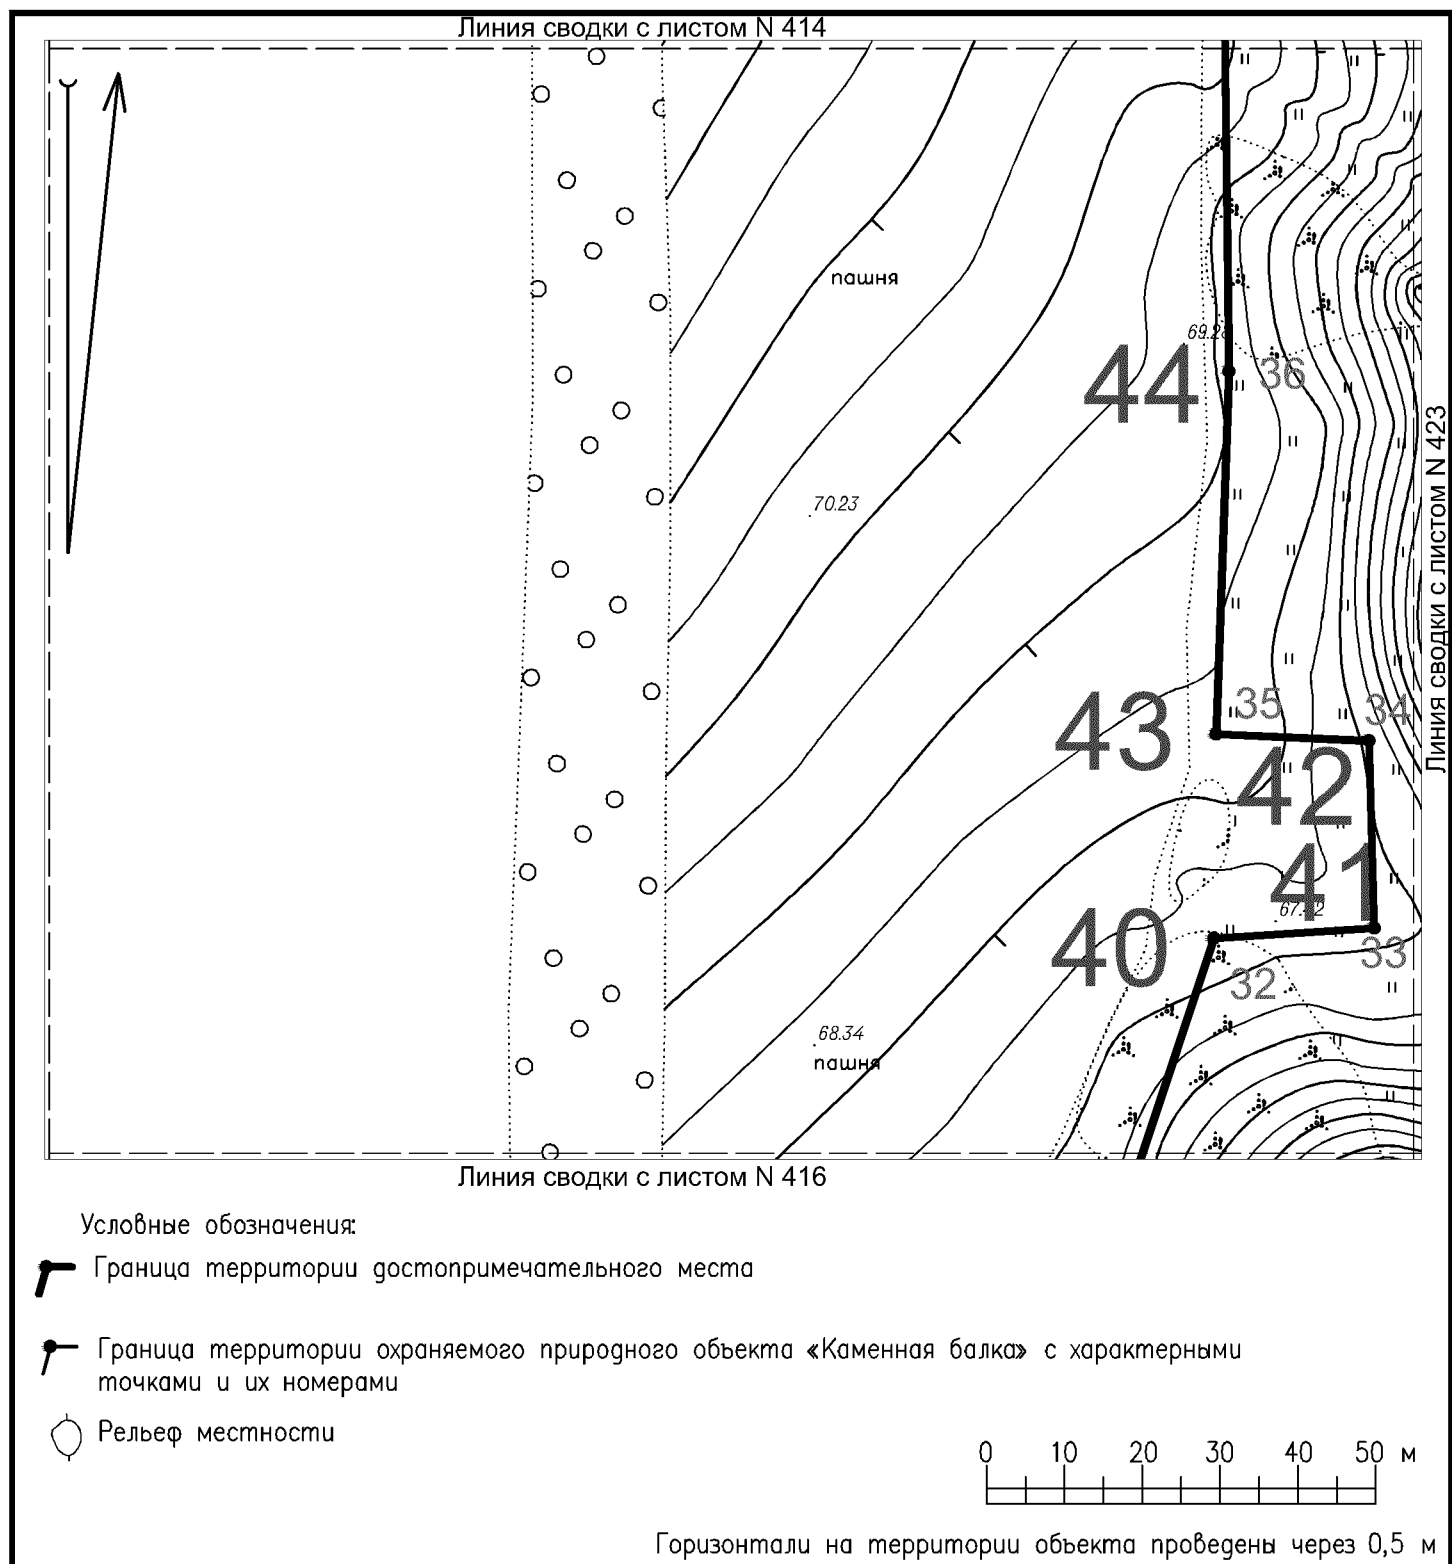 Линия сводки с листом N 414
пашня
69.28
44
36
Линия сводки с листом N 423
70.23
43
35
34
42
41
67.42
40
33
32
68.34
пашня
Линия сводки с листом N 416
Условные обозначения:
Граница территории достопримечательного места
Граница территории охраняемого природного объекта «Каменная балка» с характерными
точками и их номерами
Рельеф местности
0 10 20 30 40 50 м
Горизонтали на территории объекта проведены через 0,5 м